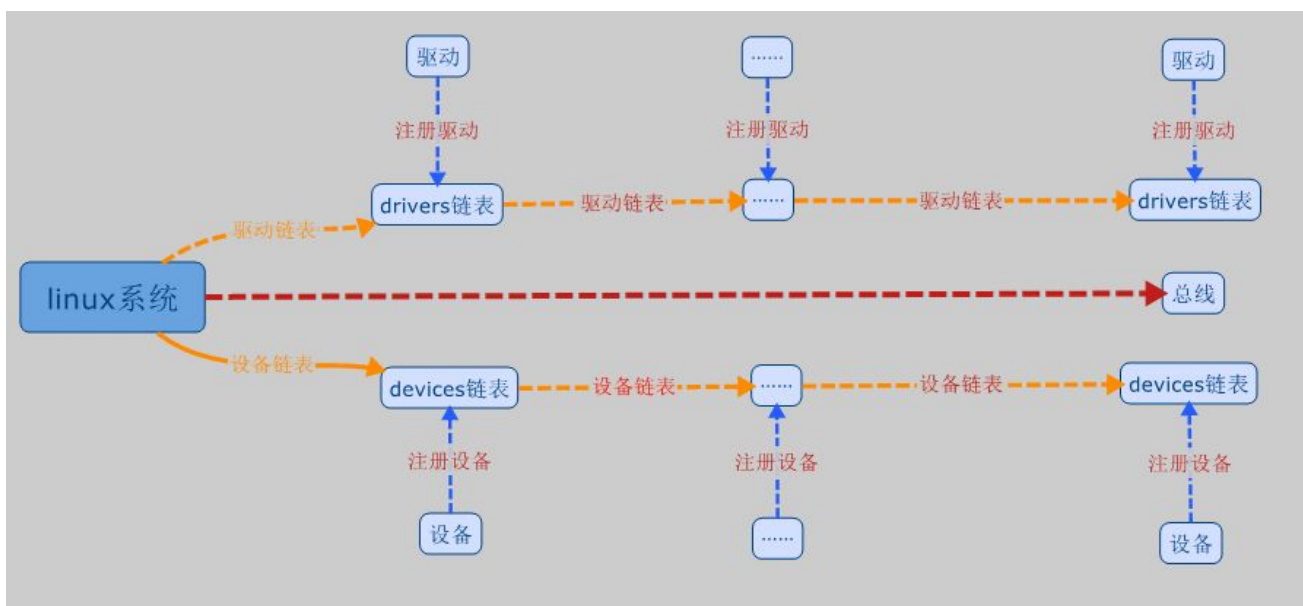 驱动
……
驱动
注册驱动
注册驱动
注册驱动
drivers链表
驱动链表
……
驱动链表
drivers链表
驱动链表
linux系统
总线
设备链表
devices链表
设备链表
……
设备链表
devices链表
注册设备
注册设备
注册设备
设备
……
设备